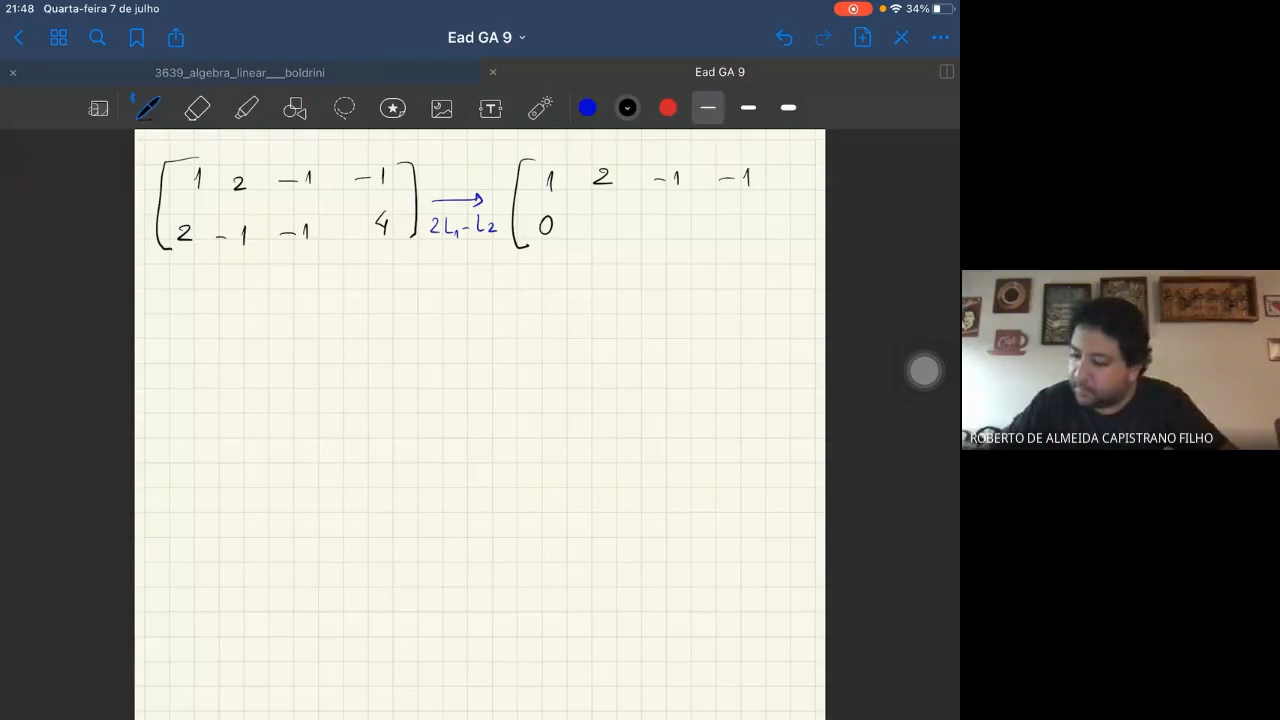 21:48 Quarta-feira 7 de julho 34%
Ead GA 9
3639_algebra_linear___boldrini Ead GA 9
1 2 -1 -1 1 2 -1 -1
2 -1 -1 4 2L1-L2 0
ROBERTO DE ALMEIDA CAPISTRANO FILHO